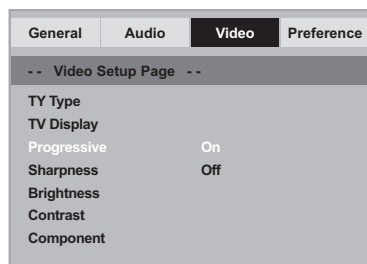 General Audio Video Preference
-- Video Setup Page --
TY Type
TV Display
Progressive On
Sharpness Off
Brightness
Contrast
Component